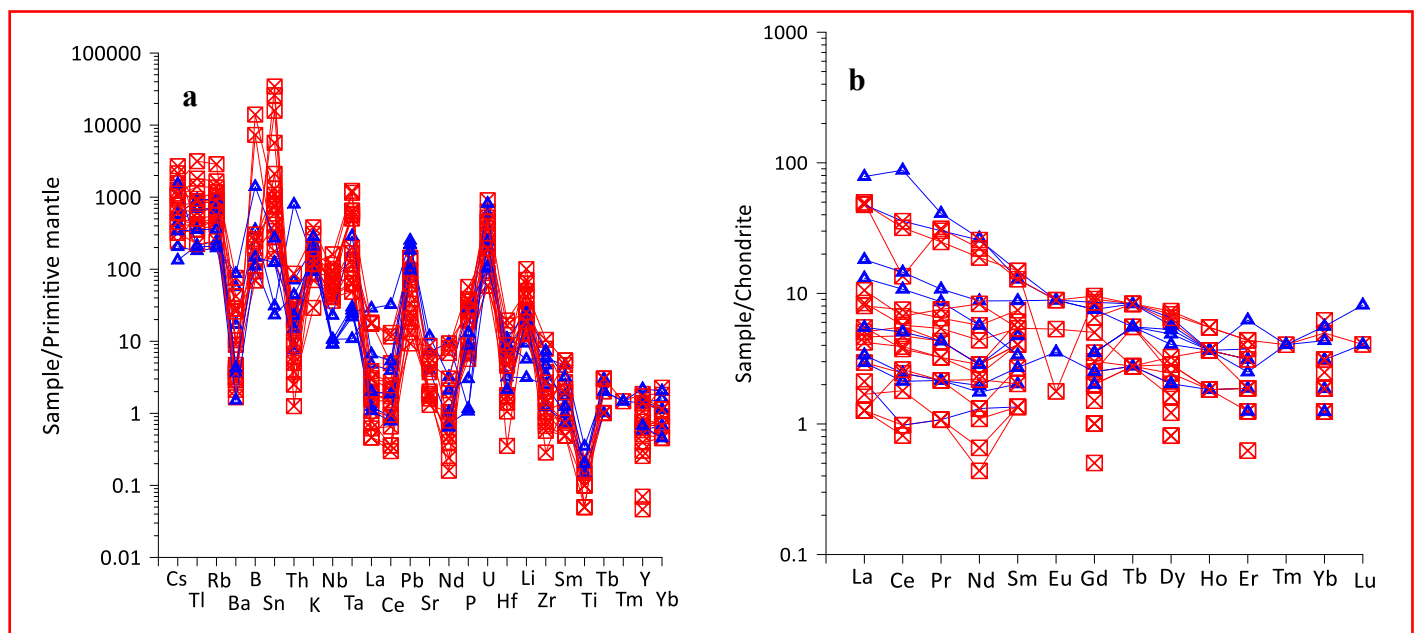 a
Sample/Primitive mantle
100000
10000
1000
100
10
1
0.1
0.01
Cs Rb B Th Nb La Pb Nd U Li Sm Tb Y
Tl Ba Sn K Ta Ce Sr P Hf Zr Ti Tm Yb
b
Sample/Chondrite
1000
100
10
1
0.1
La Ce Pr Nd Sm Eu Gd Tb Dy Ho Er Tm Yb Lu